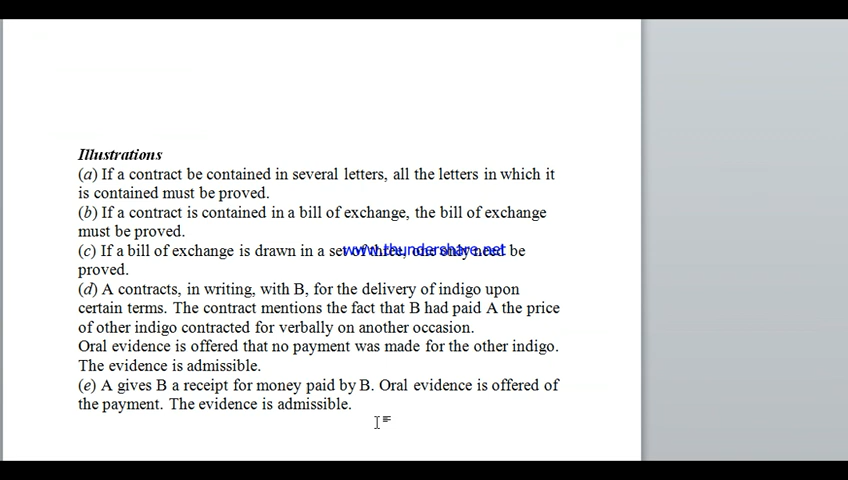 Illustrations
(a) If a contract be contained in several letters, all the letters in which it
is contained must be proved.
(b) If a contract is contained in a bill of exchange, the bill of exchange
must be proved.
(c) If a bill of exchange is drawn in a set of three, one only need be
www.thundershare.net
proved.
(d) A contracts, in writing, with B, for the delivery of indigo upon
certain terms. The contract mentions the fact that B had paid A the price
of other indigo contracted for verbally on another occasion.
Oral evidence is offered that no payment was made for the other indigo.
The evidence is admissible.
(e) A gives B a receipt for money paid by B. Oral evidence is offered of
the payment. The evidence is admissible.